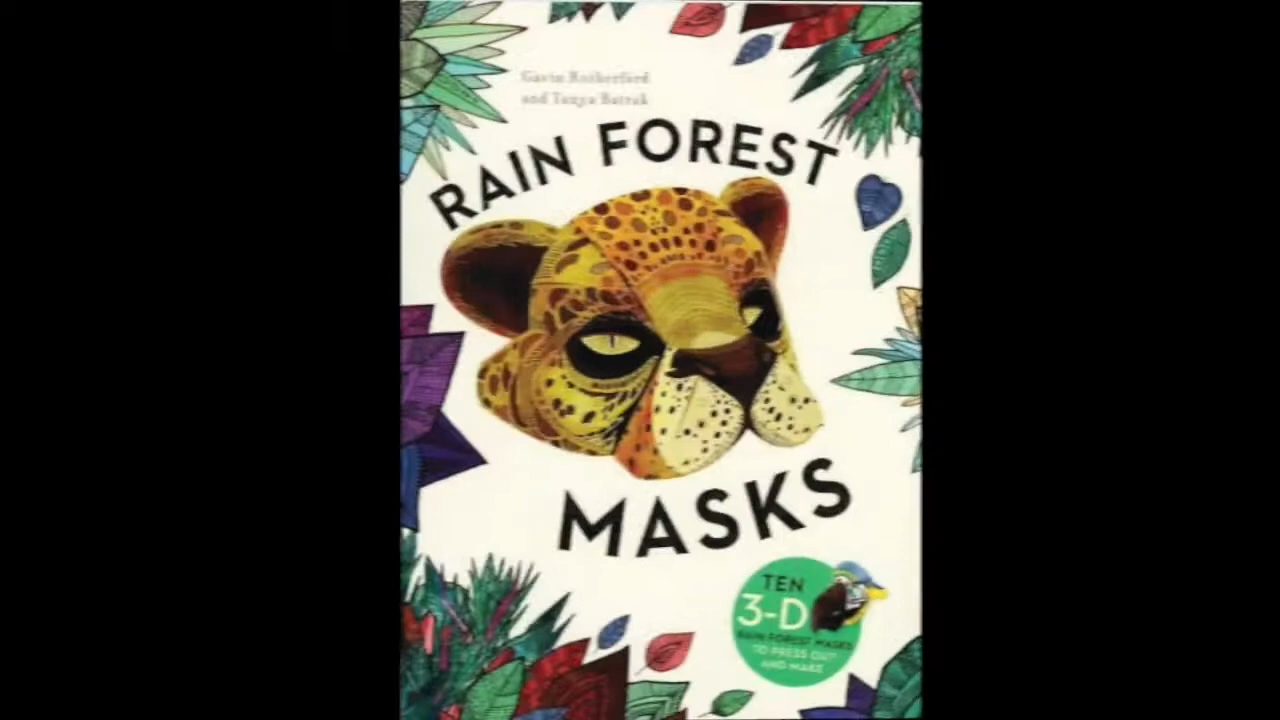 Gavin Rutherford
and Tanya Batrak
RAIN FOREST
MASKS
TEN
3-D
RAIN FOREST MASKS
TO PRESS OUT
AND MAKE